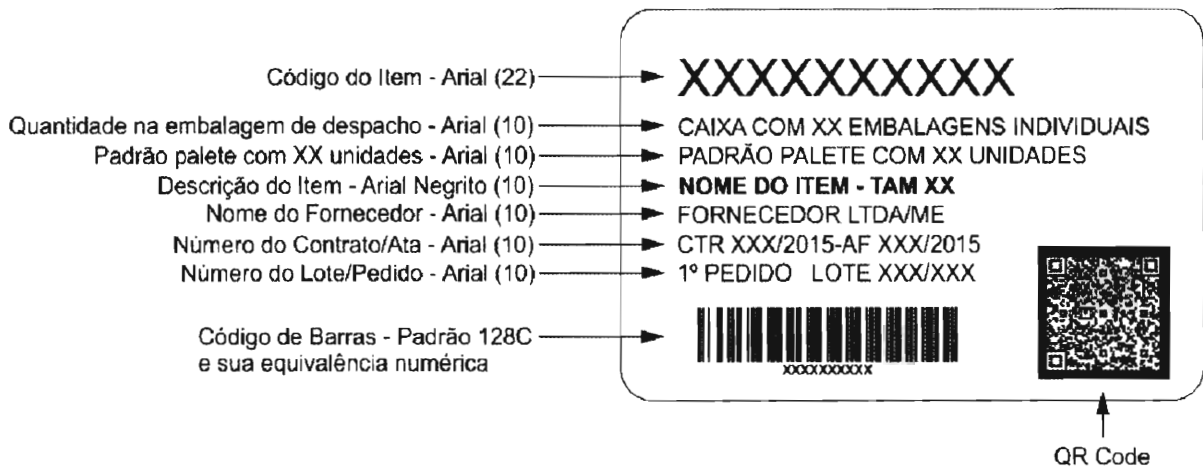 Código do Item - Arial (22)
XXXXXXXXXX
Quantidade na embalagem de despacho - Arial (10)
CAIXA COM XX EMBALAGENS INDIVIDUAIS
Padrão palete com XX unidades - Arial (10)
PADRÃO PALETE COM XX UNIDADES
Descrição do Item - Arial Negrito (10)
NOME DO ITEM - TAM XX
Nome do Fornecedor - Arial (10)
FORNECEDOR LTDA/ME
Número do Contrato/Ata - Arial (10)
CTR XXX/2015-AF XXX/2015
Número do Lote/Pedido - Arial (10)
1º PEDIDO LOTE XXX/XXX
Código de Barras - Padrão 128C
e sua equivalência numérica
XXXXXXXXXX
QR Code